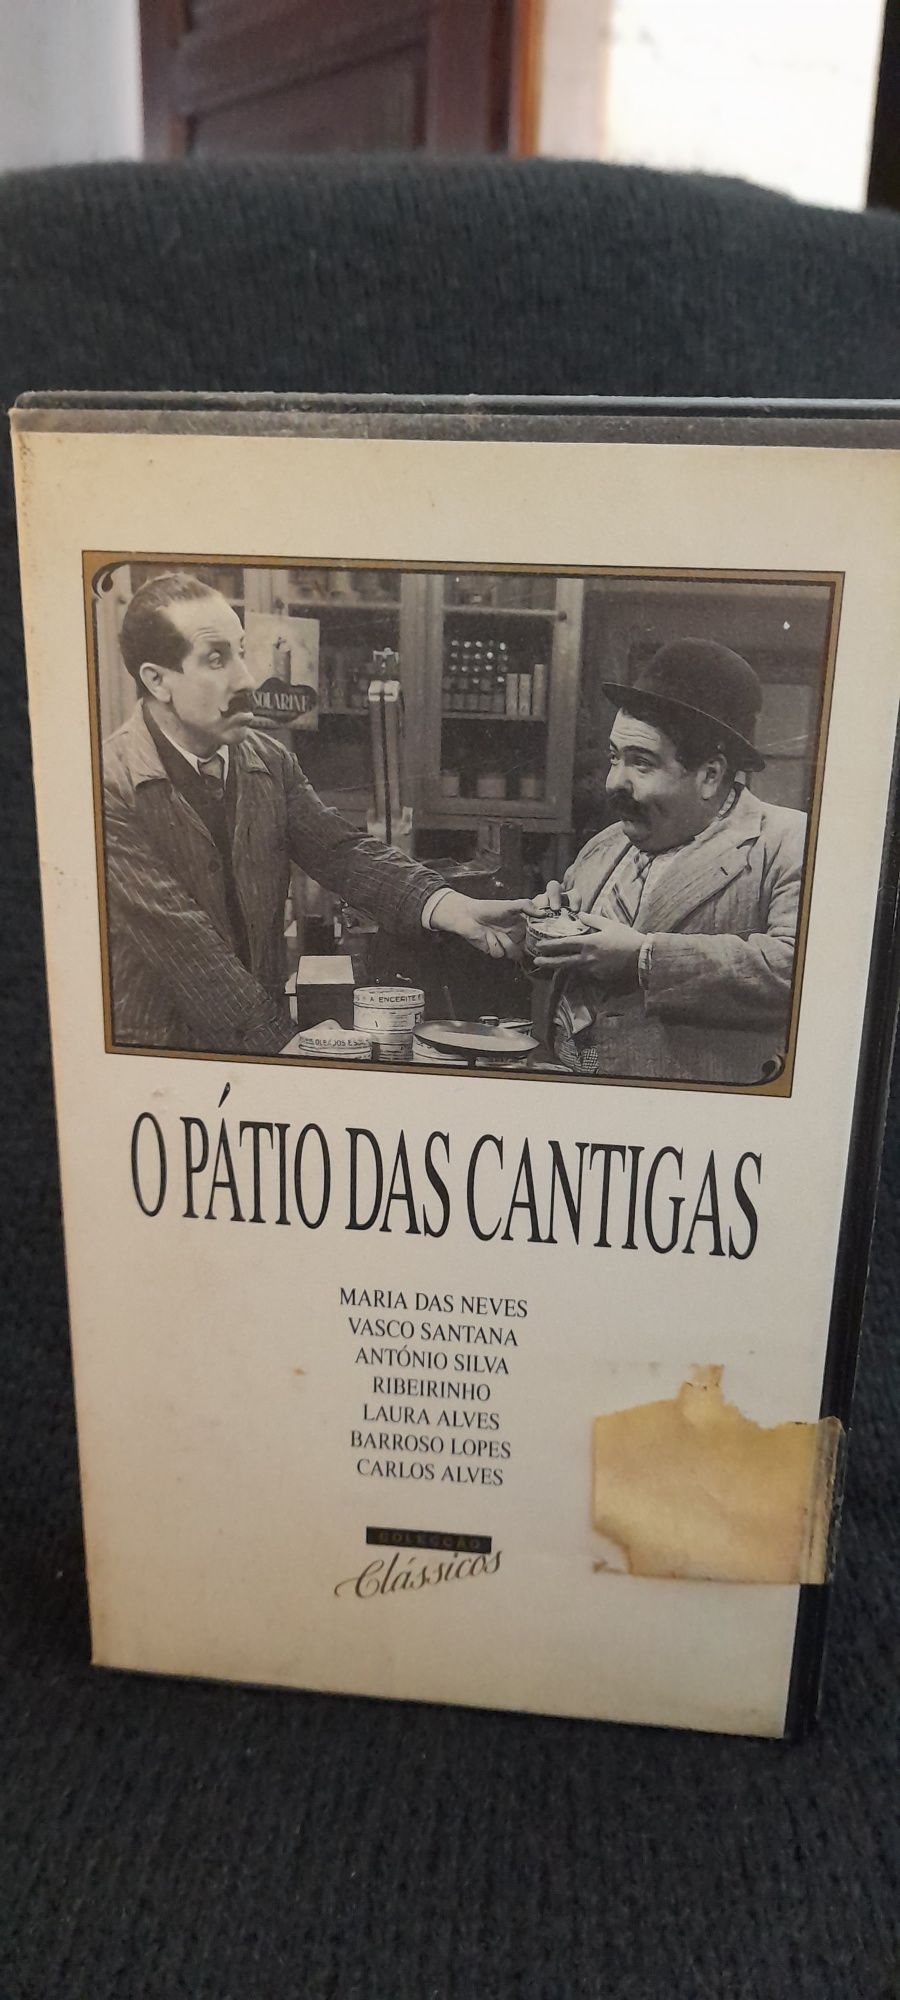 SOLARINE
A ENCERITE
O PÁTIO DAS CANTIGAS
MARIA DAS NEVES
VASCO SANTANA
ANTÓNIO SILVA
RIBEIRINHO
LAURA ALVES
BARROSO LOPES
CARLOS ALVES
COLECÇÃO
Clássicos